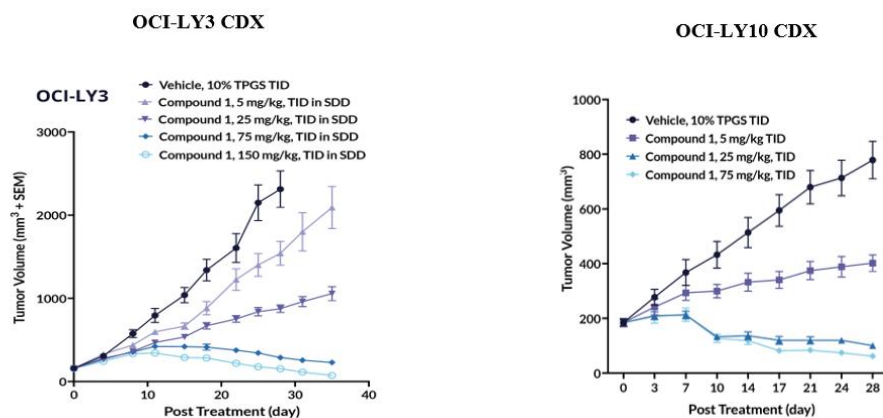 OCI-LY3 CDX
OCI-LY3
Vehicle, 10% TPGS TID
Compound 1, 5 mg/kg, TID in SDD
Compound 1, 25 mg/kg, TID in SDD
Compound 1, 75 mg/kg, TID in SDD
Compound 1, 150 mg/kg, TID in SDD
Tumor Volume (mm³ + SEM)
3000
2000
1000
0
0 10 20 30 40
Post Treatment (day)
OCI-LY10 CDX
Vehicle, 10% TPGS TID
Compound 1, 5 mg/kg TID
Compound 1, 25 mg/kg, TID
Compound 1, 75 mg/kg, TID
Tumor Volume (mm³)
1000
800
600
400
200
0
0 3 7 10 14 17 21 24 28
Post Treatment (day)